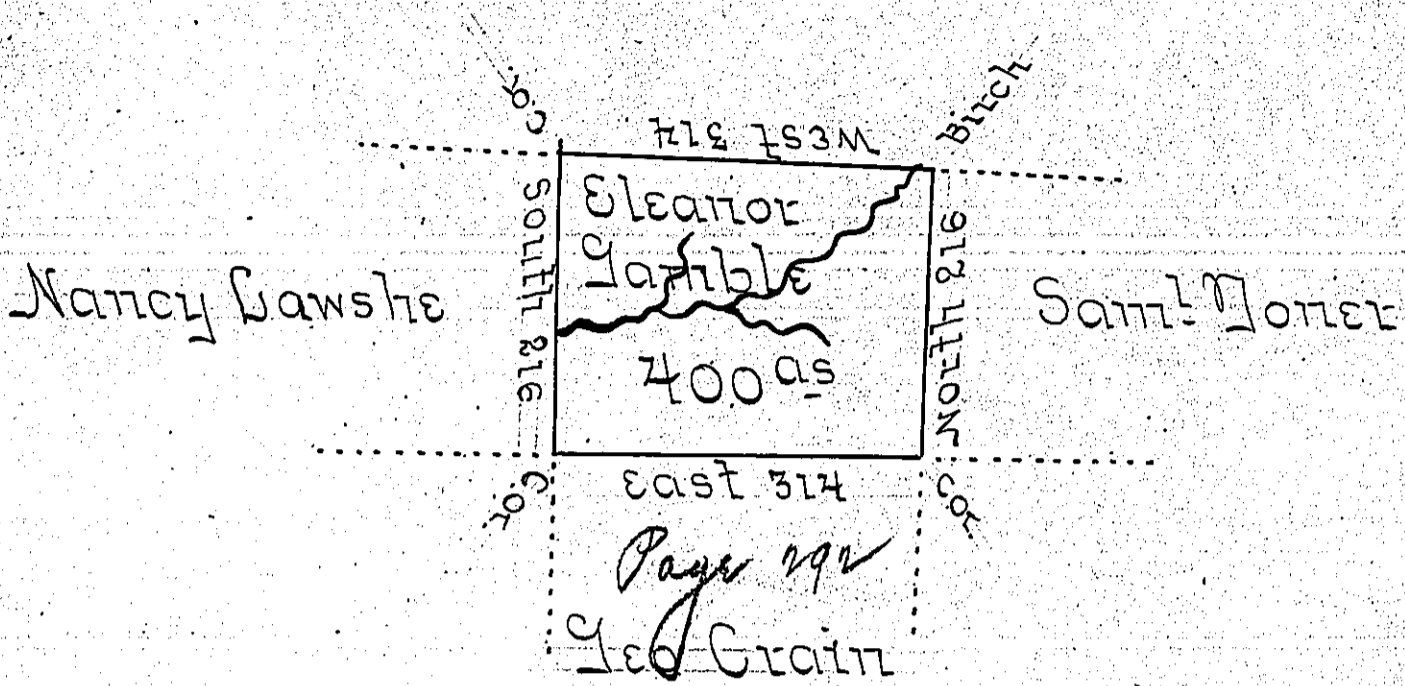 Cor.
West 314
Birch
Eleanor
Gamble
South 216
North 216
Nancy Lawshe
Saml. Doner
400 as
Cor.
East 314
Cor
Page 292
Geo Crain